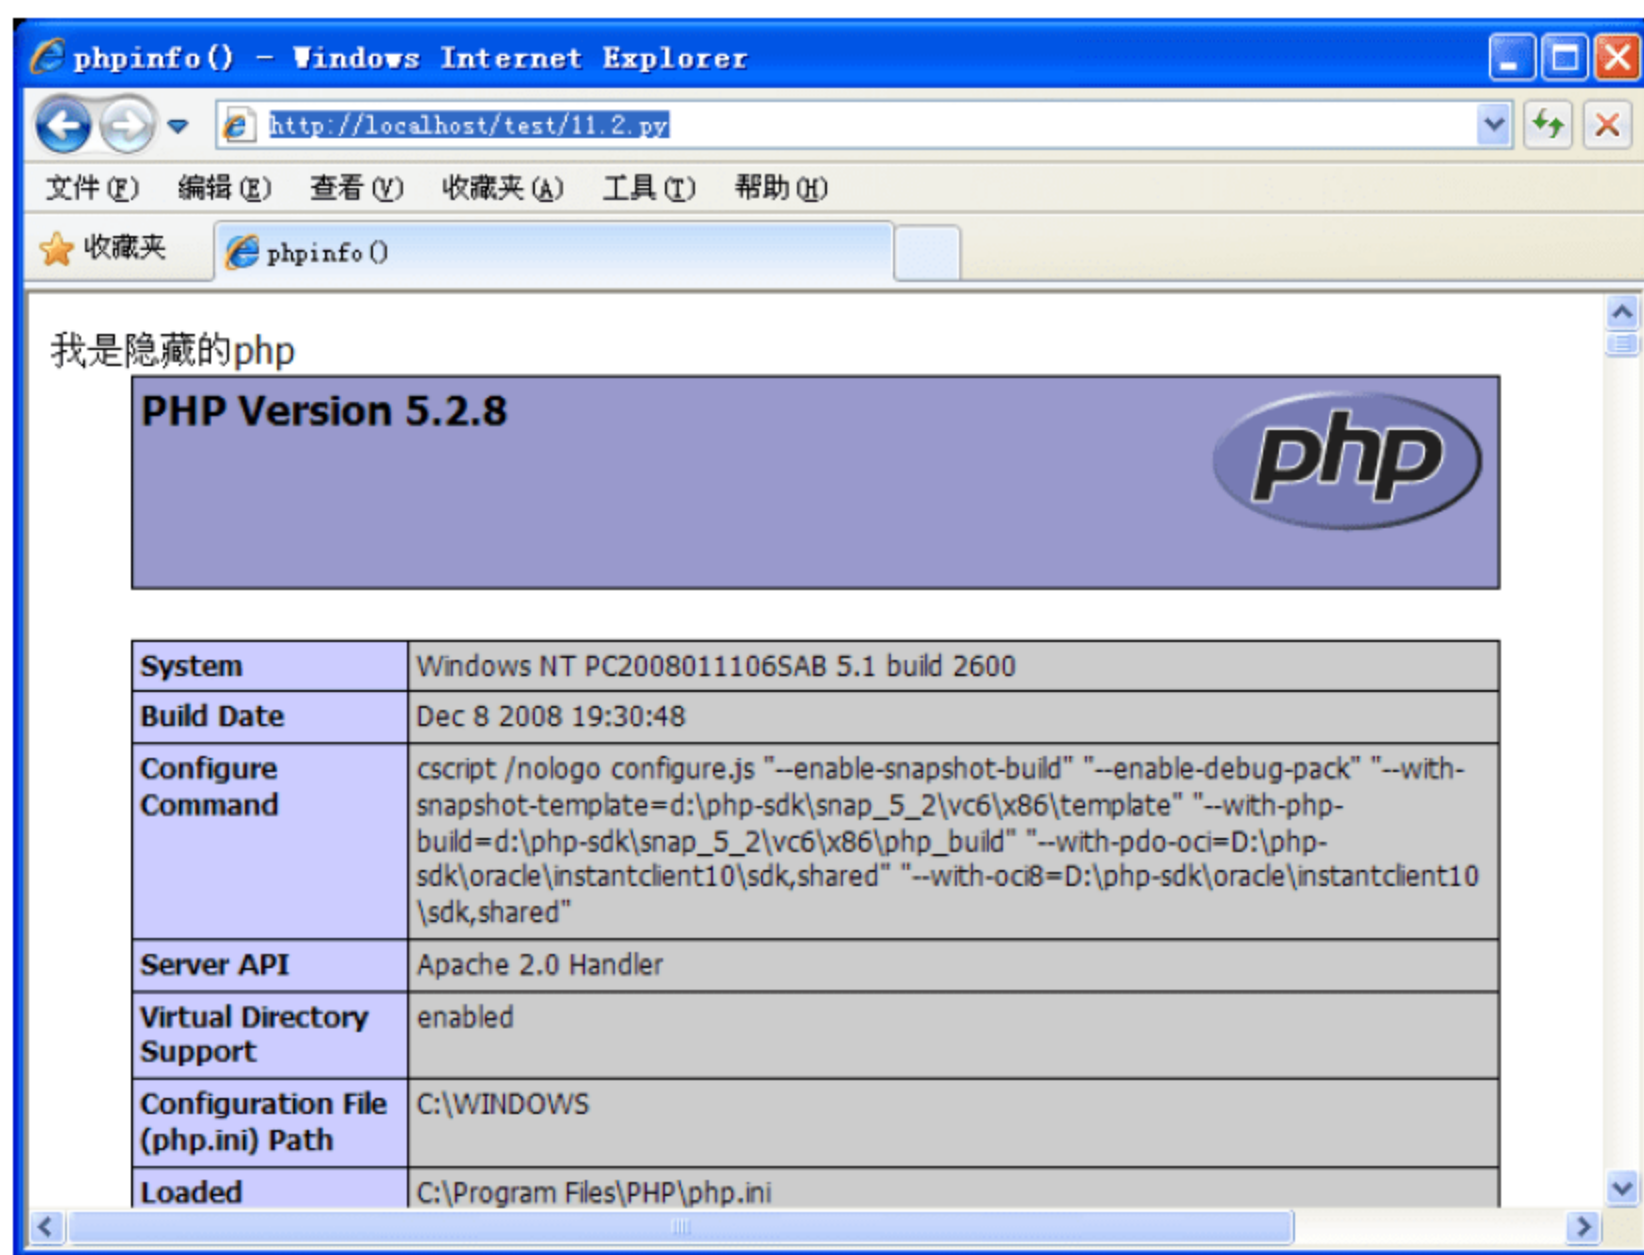 phpinfo() - Windows Internet Explorer
http://localhost/test/11.2.py
文件(F) 编辑(E) 查看(V) 收藏夹(A) 工具(T) 帮助(H)
收藏夹 phpinfo()
我是隐藏的php
PHP Version 5.2.8
php
System Windows NT PC2008011106SAB 5.1 build 2600
Build Date Dec 8 2008 19:30:48
Configure cscript /nologo configure.js "--enable-snapshot-build" "--enable-debug-pack" "--with-
Command snapshot-template=d:\php-sdk\snap_5_2\vc6\x86\template" "--with-php-
build=d:\php-sdk\snap_5_2\vc6\x86\php_build" "--with-pdo-oci=D:\php-
sdk\oracle\instantclient10\sdk,shared" "--with-oci8=D:\php-sdk\oracle\instantclient10
\sdk,shared"
Server API Apache 2.0 Handler
Virtual Directory enabled
Support
Configuration File C:\WINDOWS
(php.ini) Path
Loaded C:\Program Files\PHP\php.ini